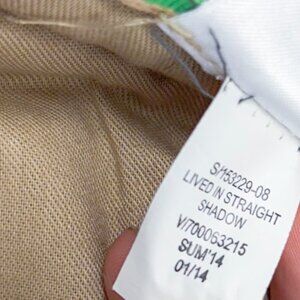 S/153229-08
LIVED IN STRAIGHT
SHADOW
V/700063215
SUM'14
01/14